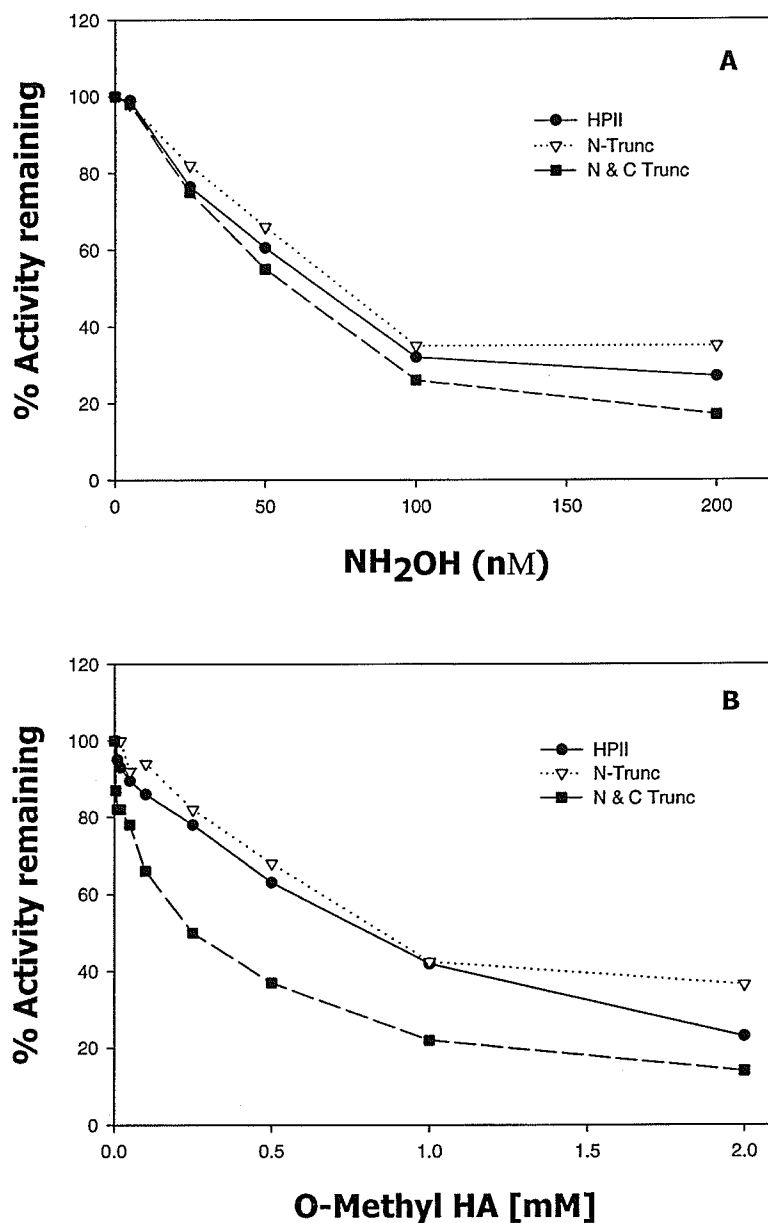 120
100
80
60
40
20
0
% Activity remaining
A
HPII
N-Trunc
N & C Trunc
0 50 100 150 200
NH2OH (nM)
120
100
80
60
40
20
0
% Activity remaining
B
HPII
N-Trunc
N & C Trunc
0.0 0.5 1.0 1.5 2.0
O-Methyl HA [mM]